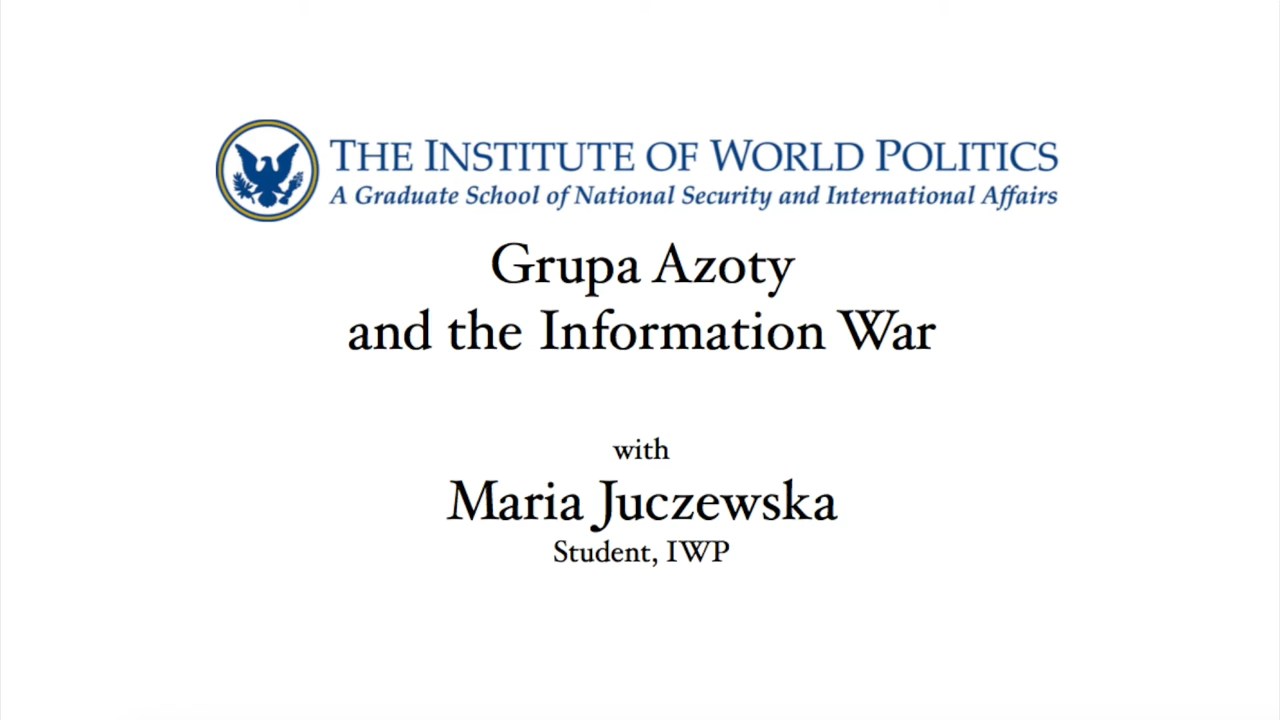 THE INSTITUTE OF WORLD POLITICS
A Graduate School of National Security and International Affairs
Grupa Azoty
and the Information War
with
Maria Juczewska
Student, IWP